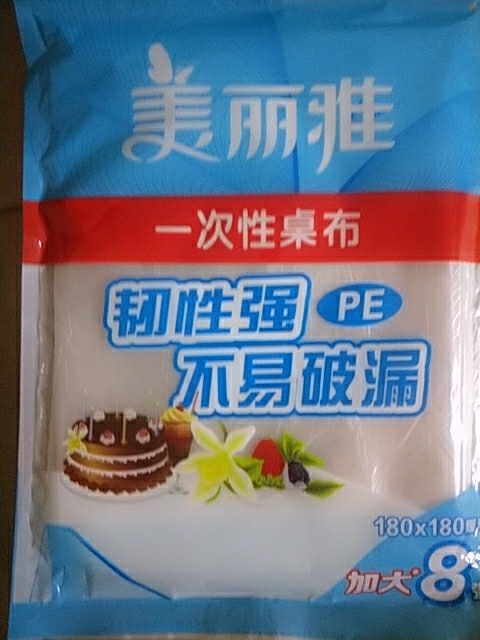 美丽雅
一次性桌布
韧性强 PE
不易破漏
180x180
加大 8